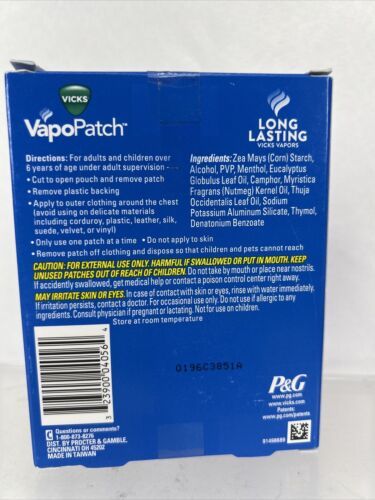 VICKS
VapoPatch™
LONG
LASTING
VICKS VAPORS
Directions: For adults and children over
6 years of age under adult supervision
• Cut to open pouch and remove patch
• Remove plastic backing
• Apply to outer clothing around the chest
(avoid using on delicate materials
including corduroy, plastic, leather, silk,
suede, velvet, or vinyl)
• Only use one patch at a time • Do not apply to skin
• Remove patch off clothing and dispose so that children and pets cannot reach
Ingredients: Zea Mays (Corn) Starch,
Alcohol, PVP, Menthol, Eucalyptus
Globulus Leaf Oil, Camphor, Myristica
Fragrans (Nutmeg) Kernel Oil, Thuja
Occidentalis Leaf Oil, Sodium
Potassium Aluminum Silicate, Thymol,
Denatonium Benzoate
CAUTION: FOR EXTERNAL USE ONLY. HARMFUL IF SWALLOWED OR PUT IN MOUTH. KEEP
UNUSED PATCHES OUT OF REACH OF CHILDREN. Do not take by mouth or place near nostrils.
If accidentally swallowed, get medical help or contact a poison control center right away.
MAY IRRITATE SKIN OR EYES. In case of contact with skin or eyes, rinse with water immediately.
If irritation persists, contact a doctor. For occasional use only. Do not use if allergic to any
ingredients. Consult physician if pregnant or lactating. Not for use on children.
Store at room temperature
3 23900 04056 4
0196C3851A
P&G
www.pg.com
www.vicks.com
Patents:
www.pg.com/patents
Questions or comments?
1-800-873-8276
DIST. BY PROCTER & GAMBLE,
CINCINNATI OH 45202
MADE IN TAIWAN
91498889